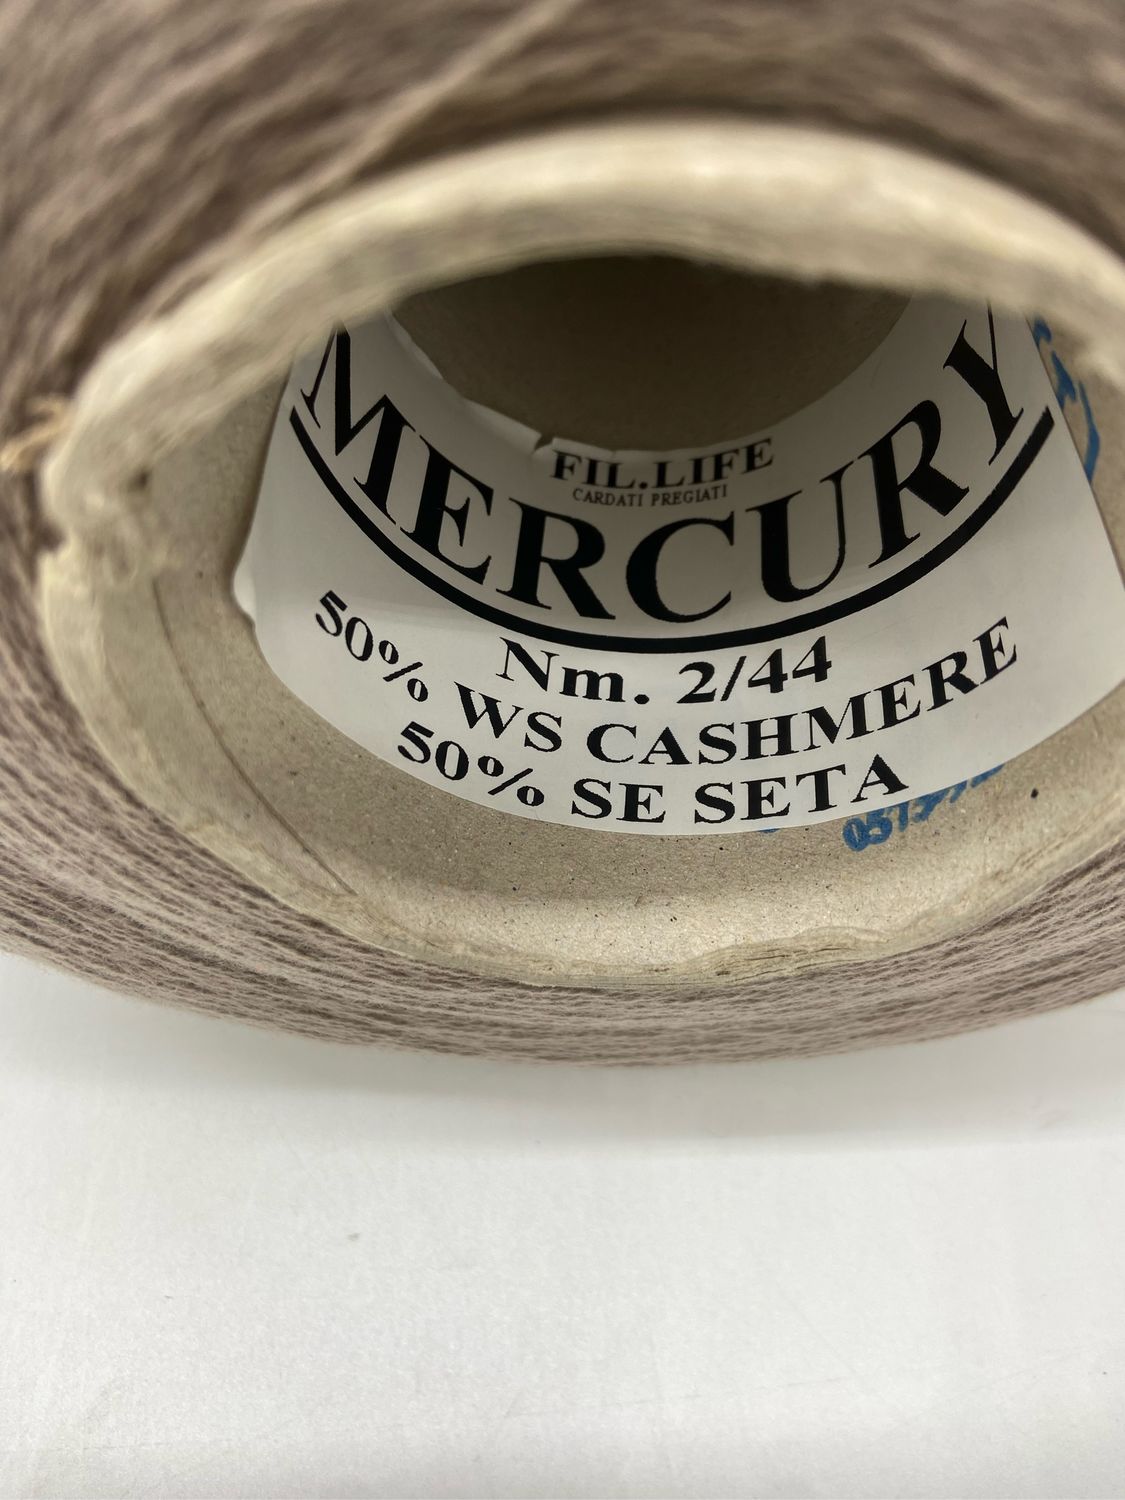 FIL.LIFE
CARDATI PREGIATI
MERCURY
Nm. 2/44
50% WS CASHMERE
50% SE SETA